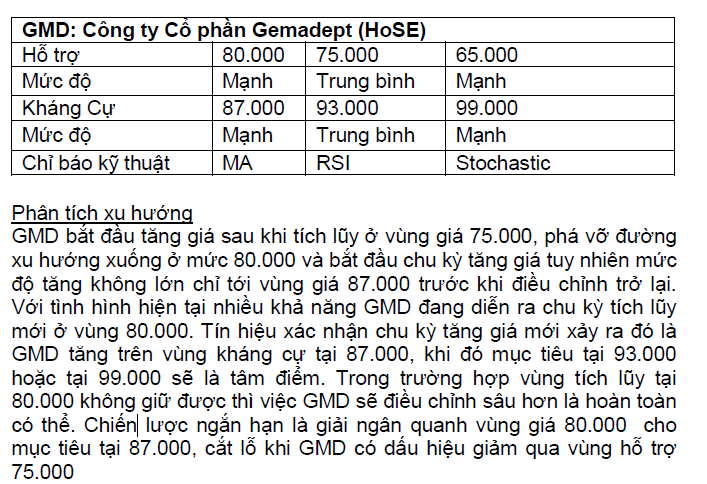 GMD: Công ty Cổ phần Gemadept (HoSE)
Hỗ trợ 80.000 75.000 65.000
Mức độ Mạnh Trung bình Mạnh
Kháng Cự 87.000 93.000 99.000
Mức độ Mạnh Trung bình Mạnh
Chỉ báo kỹ thuật MA RSI Stochastic
Phân tích xu hướng
GMD bắt đầu tăng giá sau khi tích lũy ở vùng giá 75.000, phá vỡ đường
xu hướng xuống ở mức 80.000 và bắt đầu chu kỳ tăng giá tuy nhiên mức
độ tăng không lớn chỉ tới vùng giá 87.000 trước khi điều chỉnh trở lại.
Với tình hình hiện tại nhiều khả năng GMD đang diễn ra chu kỳ tích lũy
mới ở vùng 80.000. Tín hiệu xác nhận chu kỳ tăng giá mới xảy ra đó là
GMD tăng trên vùng kháng cự tại 87.000, khi đó mục tiêu tại 93.000
hoặc tại 99.000 sẽ là tâm điểm. Trong trường hợp vùng tích lũy tại
80.000 không giữ được thì việc GMD sẽ điều chỉnh sâu hơn là hoàn toàn
có thể. Chiến lược ngắn hạn là giải ngân quanh vùng giá 80.000 cho
mục tiêu tại 87.000, cắt lỗ khi GMD có dấu hiệu giảm qua vùng hỗ trợ
75.000